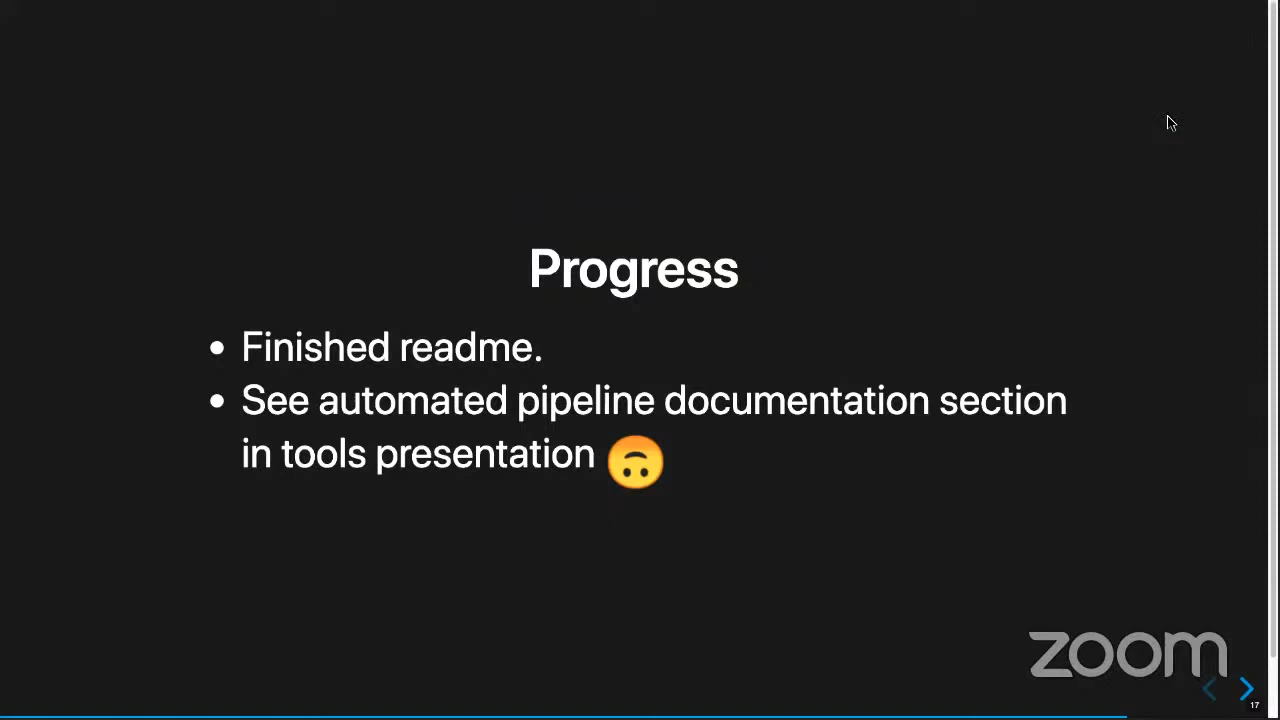 Progress
• Finished readme.
• See automated pipeline documentation section
in tools presentation 🙃
zoom
17